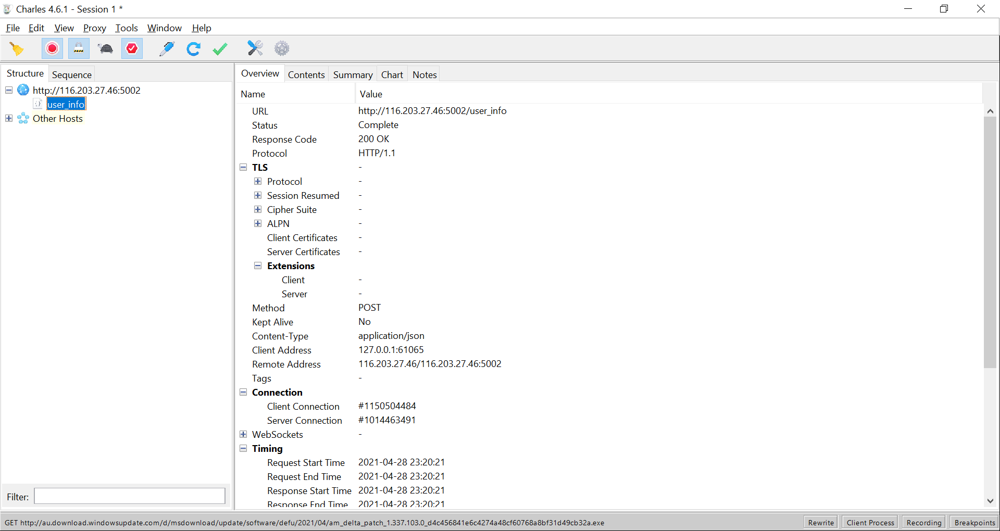 Charles 4.6.1 - Session 1 *
File Edit View Proxy Tools Window Help
Structure Sequence
http://116.203.27.46:5002
user_info
Other Hosts
Filter:
Overview Contents Summary Chart Notes
Name Value
URL http://116.203.27.46:5002/user_info
Status Complete
Response Code 200 OK
Protocol HTTP/1.1
TLS -
Protocol -
Session Resumed -
Cipher Suite -
ALPN -
Client Certificates -
Server Certificates -
Extensions
Client -
Server -
Method POST
Kept Alive No
Content-Type application/json
Client Address 127.0.0.1:61065
Remote Address 116.203.27.46/116.203.27.46:5002
Tags -
Connection
Client Connection #1150504484
Server Connection #1014463491
WebSockets -
Timing
Request Start Time 2021-04-28 23:20:21
Request End Time 2021-04-28 23:20:21
Response Start Time 2021-04-28 23:20:21
Response End Time 2021-04-28 23:20:21
GET http://au.download.windowsupdate.com/d/msdownload/update/software/defu/2021/04/am_delta_patch_1.337.103.0_d4c456841e6c4274a48cf60768a8bf31d49cb32a.exe
Rewrite Client Process Recording Breakpoints